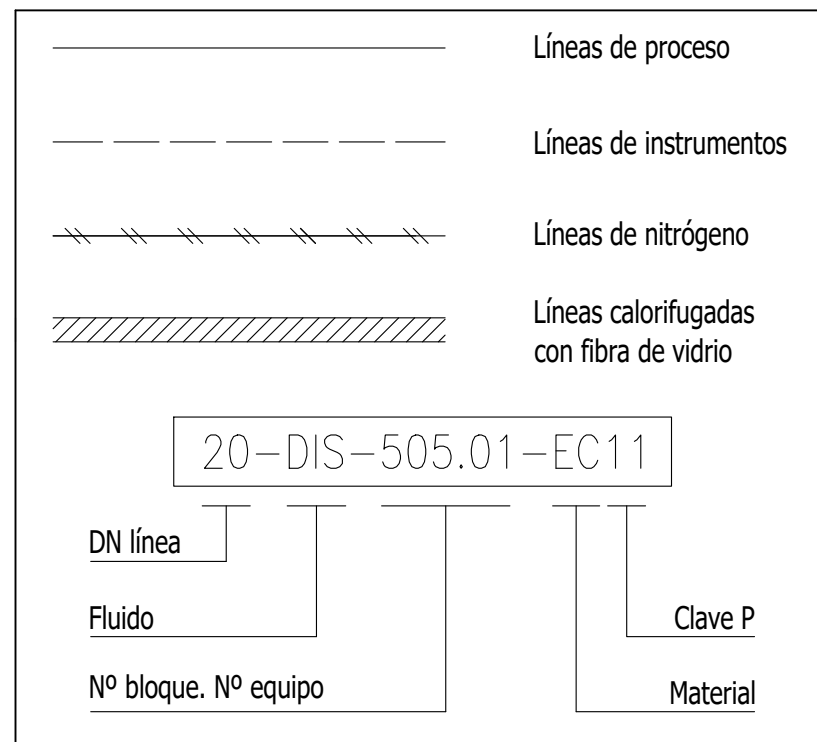 Líneas de proceso
Líneas de instrumentos
Líneas de nitrógeno
Líneas calorifugadas
con fibra de vidrio
20-DIS-505.01-EC11
DN línea
Fluido
Clave P
Nº bloque. Nº equipo
Material